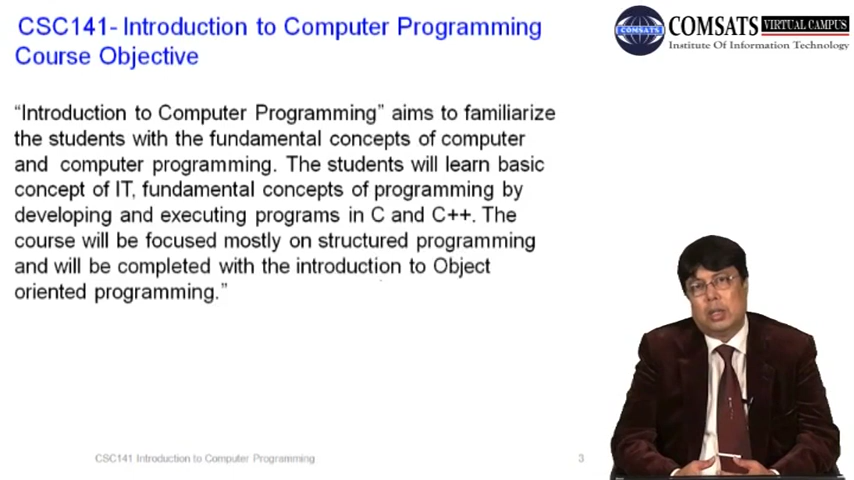 CSC141- Introduction to Computer Programming
Course Objective
COMSATS VIRTUAL CAMPUS
Institute Of Information Technology
COMSATS
“Introduction to Computer Programming” aims to familiarize
the students with the fundamental concepts of computer
and computer programming. The students will learn basic
concept of IT, fundamental concepts of programming by
developing and executing programs in C and C++. The
course will be focused mostly on structured programming
and will be completed with the introduction to Object
oriented programming.”
CSC141 Introduction to Computer Programming
3